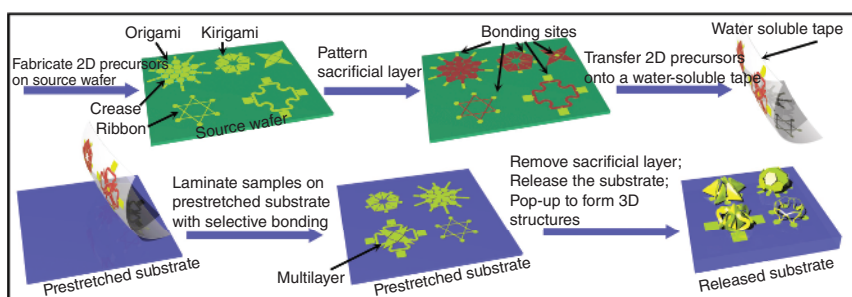 Origami
Kirigami
Bonding sites
Water soluble tape
Fabricate 2D precursors
on source wafer
Pattern
sacrificial layer
Transfer 2D precursors
onto a water-soluble tape
Crease
Ribbon
Source wafer
Laminate samples on
prestretched substrate
with selective bonding
Remove sacrificial layer;
Release the substrate;
Pop-up to form 3D
structures
Multilayer
Prestretched substrate
Prestretched substrate
Released substrate